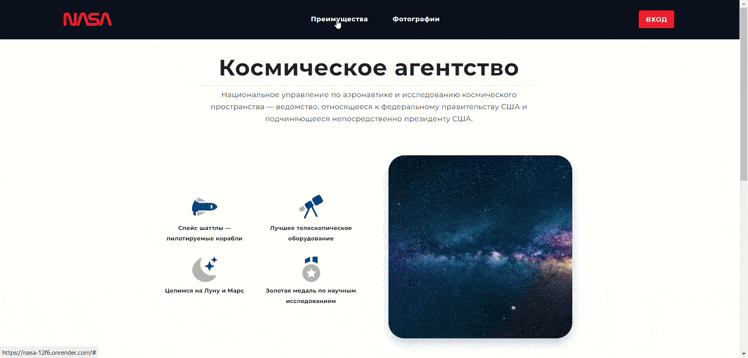 NASA
Преимущества
Фотографии
ВХОД
Космическое агентство
Национальное управление по аэронавтике и исследованию космического
пространства — ведомство, относящееся к федеральному правительству США и
подчиняющееся непосредственно президенту США.
Спейс шаттлы —
пилотируемые корабли
Лучшее телескопическое
оборудование
Целимся на Луну и Марс
Золотая медаль по научным
исследованиям
https://nasa-12f6.onrender.com/#